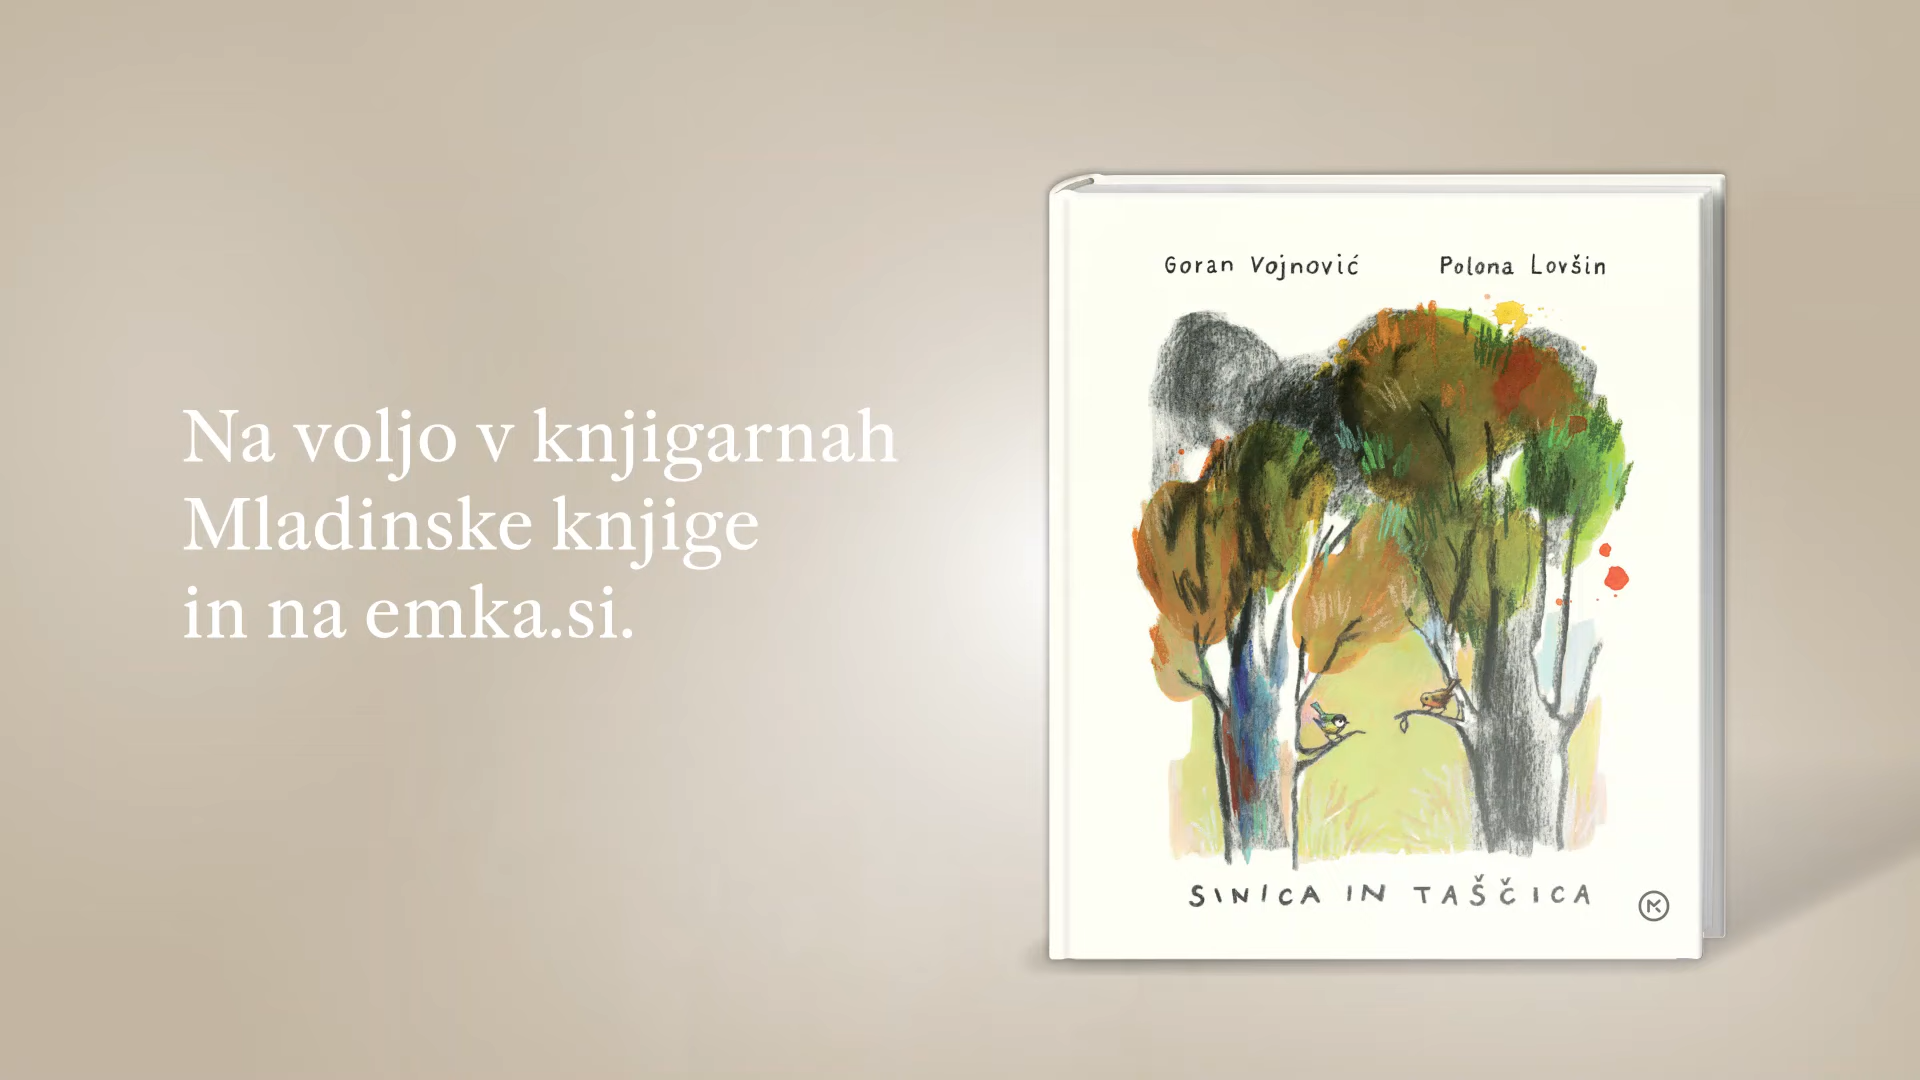 Na voljo v knjigarnah
Mladinske knjige
in na emka.si.
Goran Vojnović
Polona Lovšin
SINICA IN TAŠČICA